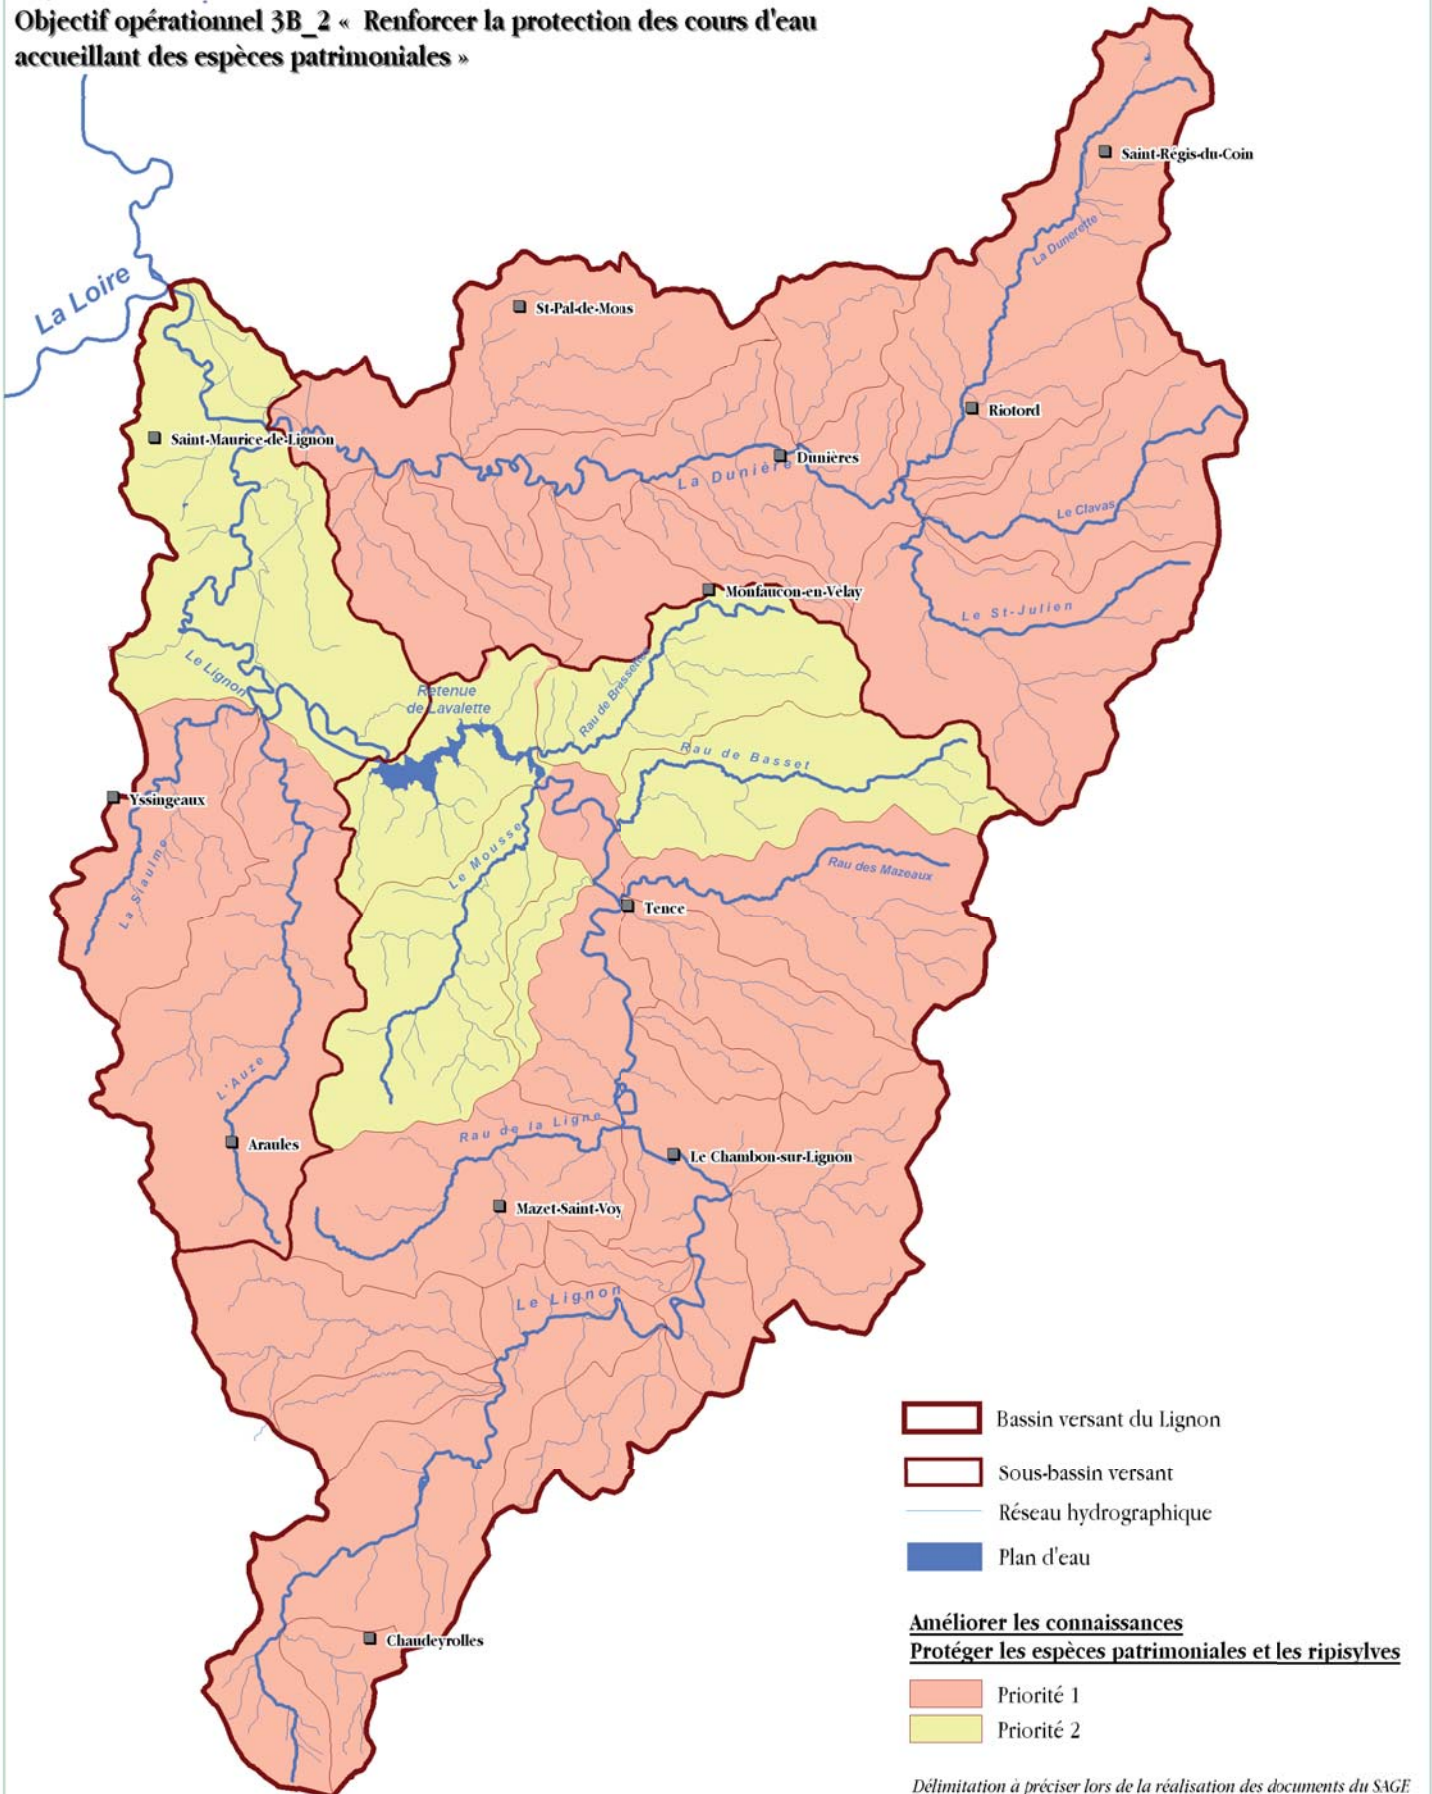 Objectif opérationnel 3B_2 « Renforcer la protection des cours d'eau
accueillant des espèces patrimoniales »
Saint-Régis-du-Coin
La Dunerette
La Loire
St-Pal-de-Mons
Riotord
Saint-Maurice-de-Lignon
La Dunière
Dunières
Le Clavas
Monfaucon-en-Velay
Le St-Julien
Le Lignon
Retenue
de Lavalette
Rau de Brossettes
Rau de Basset
Yssingeaux
La Siaulme
Le Mousse
Rau des Mazeaux
Tence
L'Auze
Araules
Rau de la Ligne
Le Chambon-sur-Lignon
Mazet-Saint-Voy
Le Lignon
Chaudeyrolles
Bassin versant du Lignon
Sous-bassin versant
Réseau hydrographique
Plan d'eau
Améliorer les connaissances
Protéger les espèces patrimoniales et les ripisylves
Priorité 1
Priorité 2
Délimitation à préciser lors de la réalisation des documents du SAGE